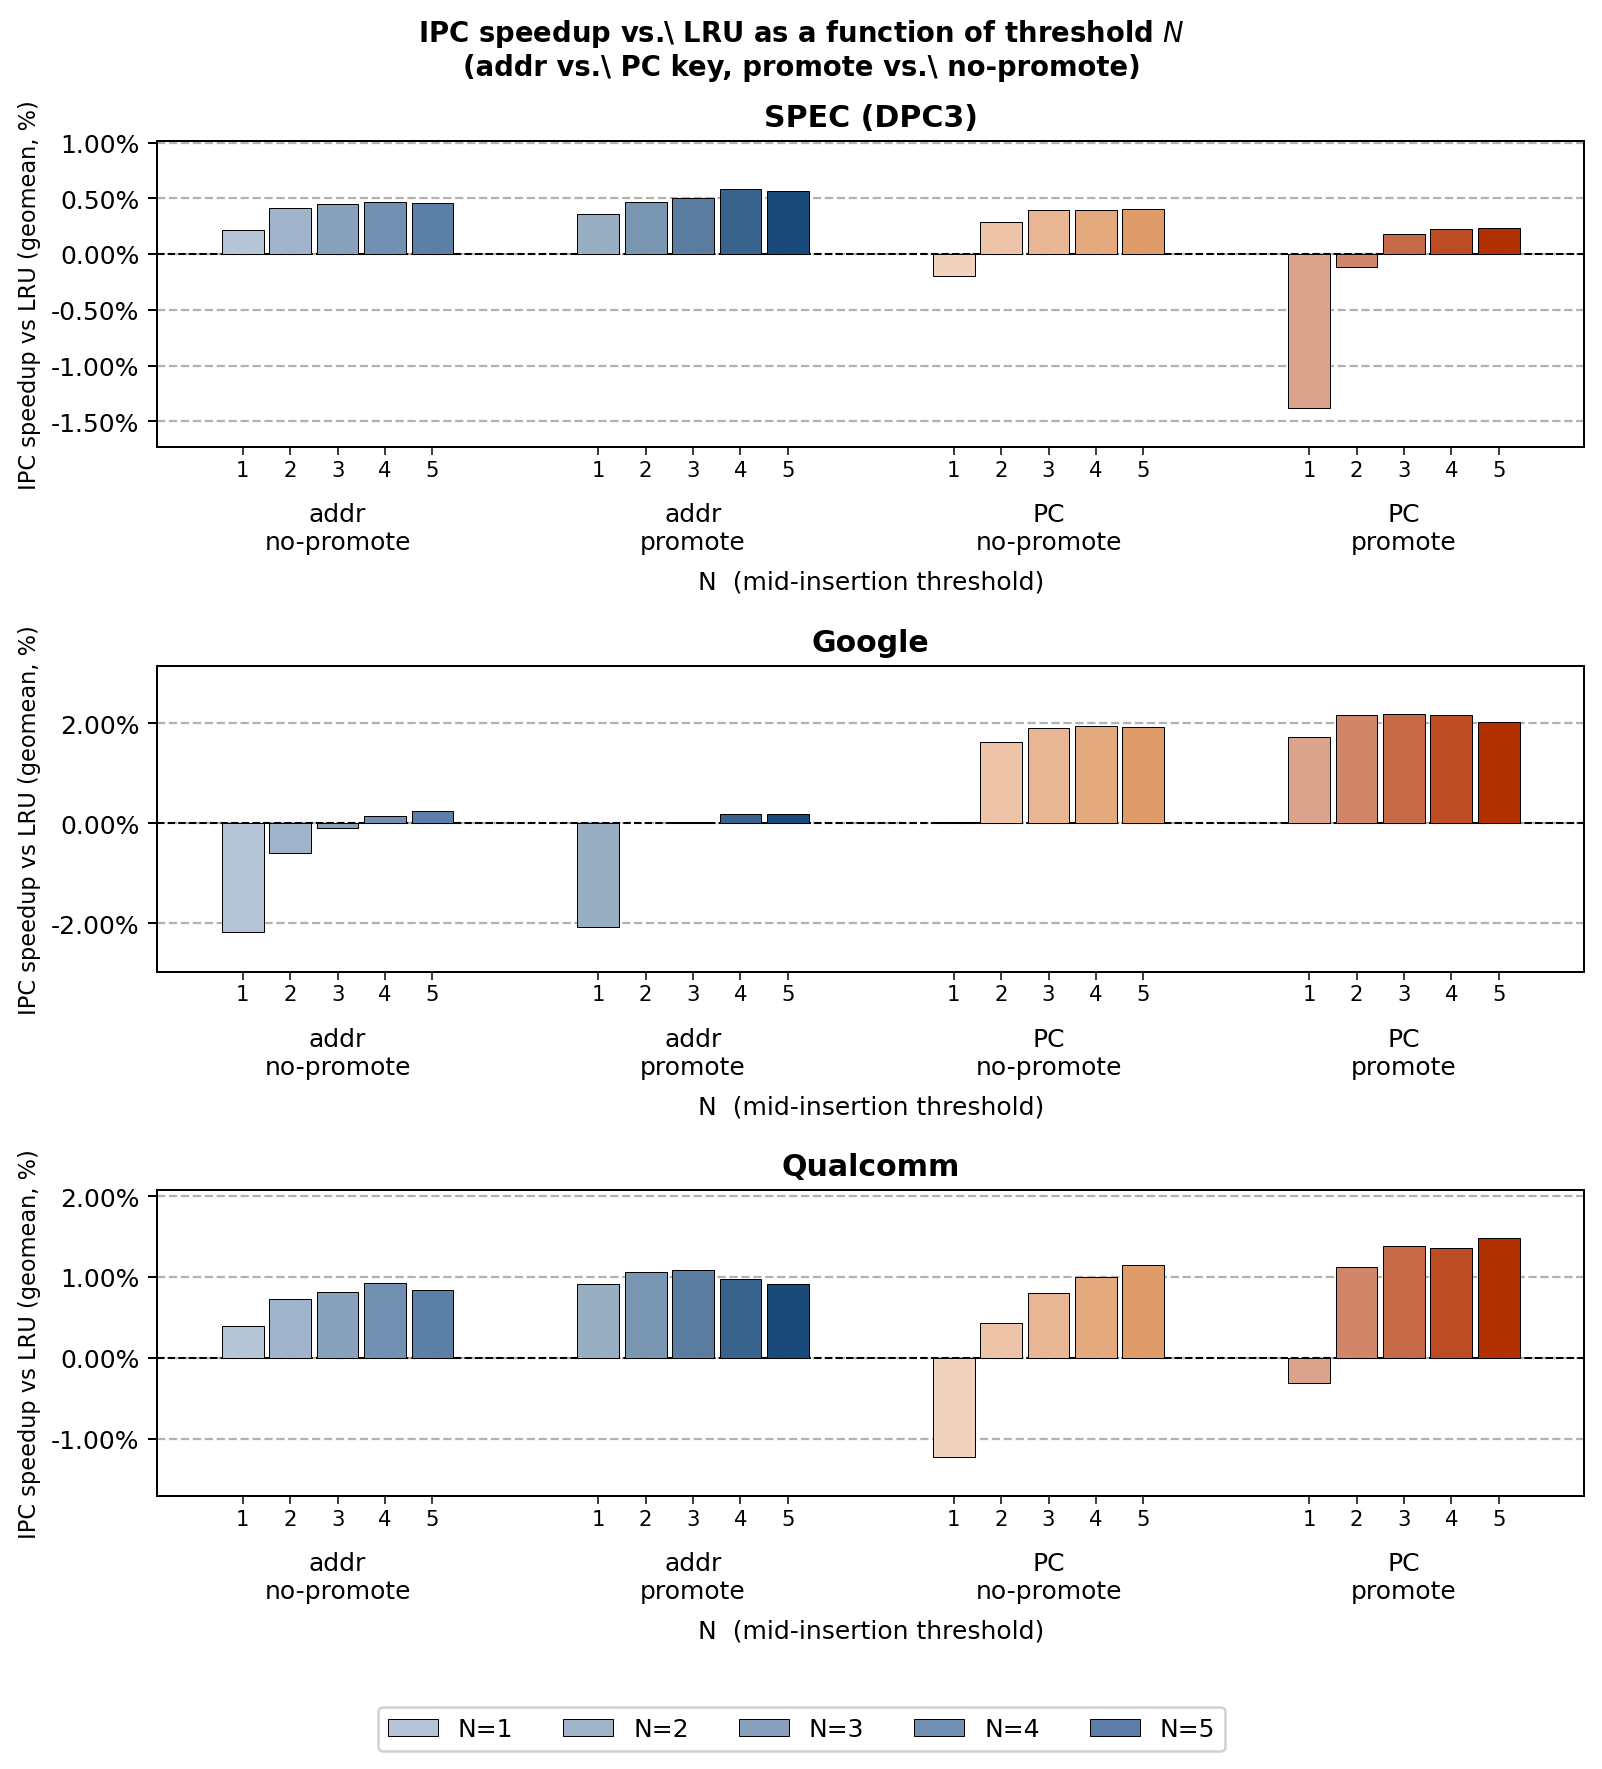 IPC speedup vs.\ LRU as a function of threshold N
(addr vs.\ PC key, promote vs.\ no-promote)
SPEC (DPC3)
IPC speedup vs LRU (geomean, %)
1.00%
0.50%
0.00%
-0.50%
-1.00%
-1.50%
1 2 3 4 5 1 2 3 4 5 1 2 3 4 5 1 2 3 4 5
addr addr PC PC
no-promote promote no-promote promote
N (mid-insertion threshold)
Google
IPC speedup vs LRU (geomean, %)
2.00%
0.00%
-2.00%
1 2 3 4 5 1 2 3 4 5 1 2 3 4 5 1 2 3 4 5
addr addr PC PC
no-promote promote no-promote promote
N (mid-insertion threshold)
Qualcomm
IPC speedup vs LRU (geomean, %)
2.00%
1.00%
0.00%
-1.00%
1 2 3 4 5 1 2 3 4 5 1 2 3 4 5 1 2 3 4 5
addr addr PC PC
no-promote promote no-promote promote
N (mid-insertion threshold)
N=1 N=2 N=3 N=4 N=5